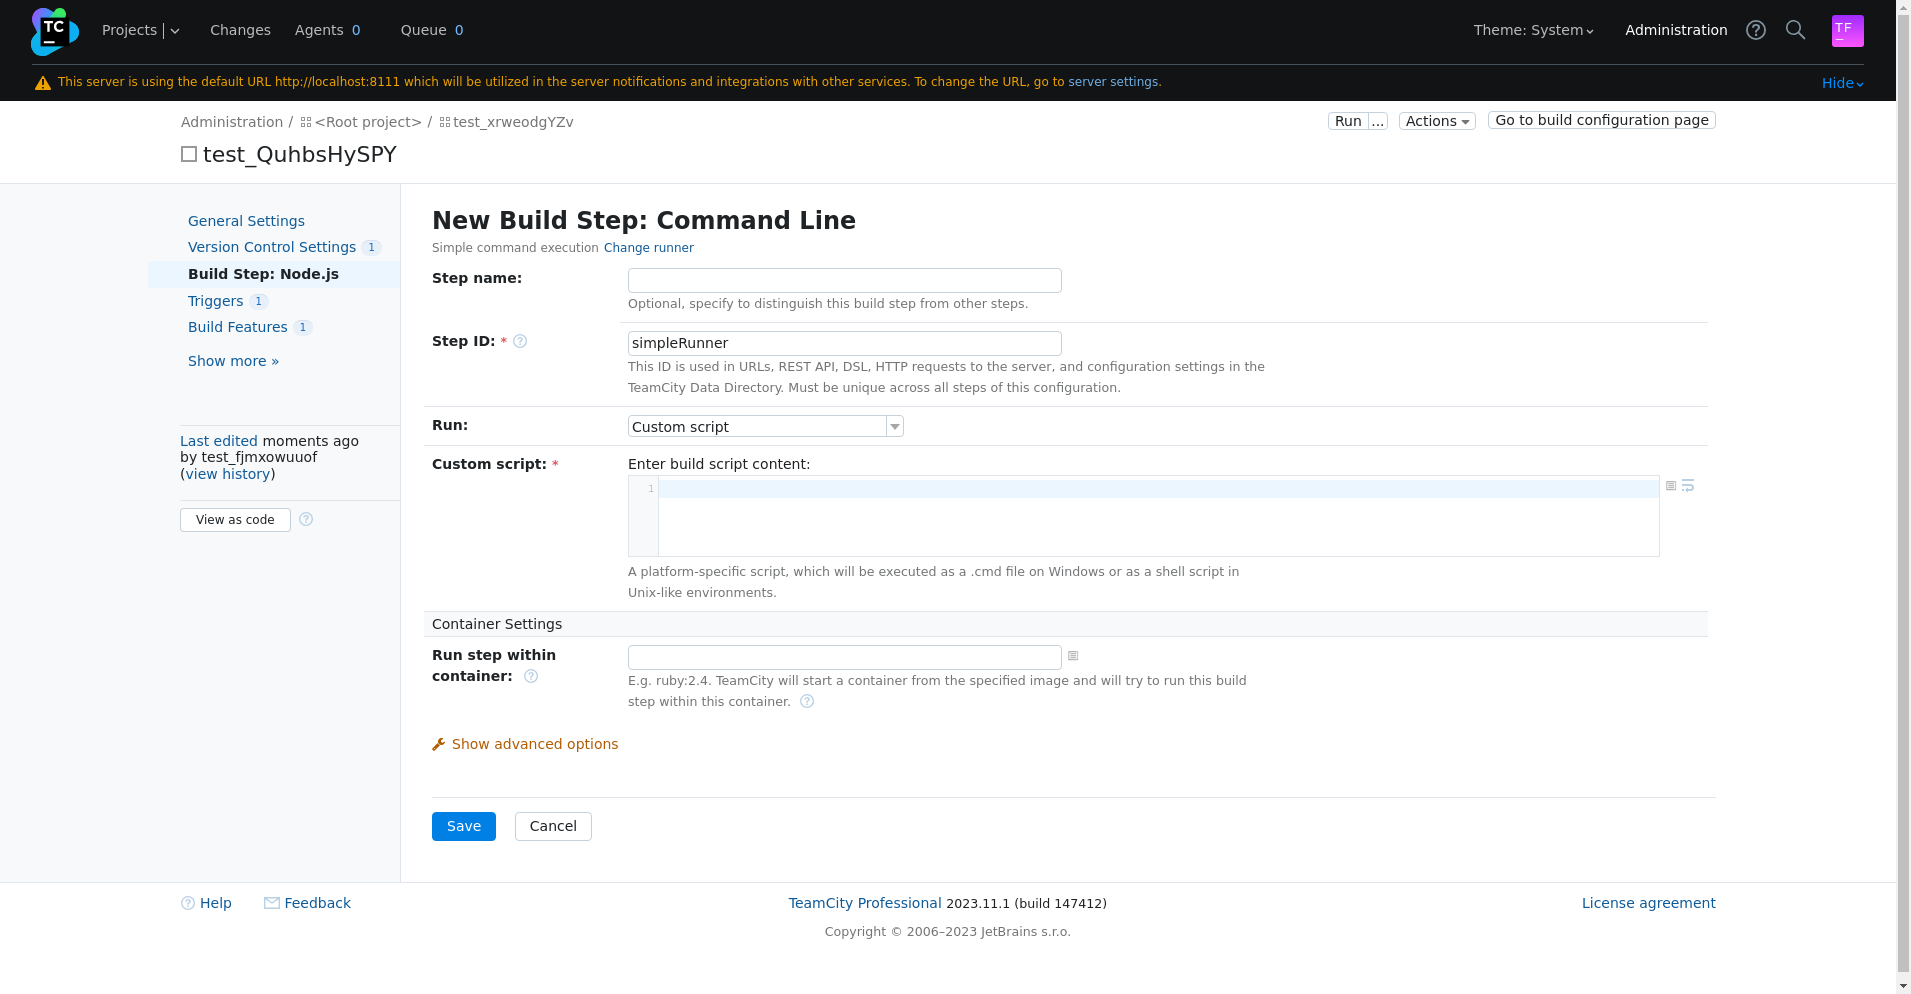 TC
Projects
Changes
Agents 0
Queue 0
Theme: System
Administration
TF
This server is using the default URL http://localhost:8111 which will be utilized in the server notifications and integrations with other services. To change the URL, go to server settings.
Hide
Administration / <Root project> / test_xrweodgYZv
Run ...
Actions
Go to build configuration page
test_QuhbsHySPY
General Settings
Version Control Settings 1
Build Step: Node.js
Triggers 1
Build Features 1
Show more »
Last edited moments ago
by test_fjmxowuuof
(view history)
View as code
New Build Step: Command Line
Simple command execution Change runner
Step name:
Optional, specify to distinguish this build step from other steps.
Step ID: *
simpleRunner
This ID is used in URLs, REST API, DSL, HTTP requests to the server, and configuration settings in the
TeamCity Data Directory. Must be unique across all steps of this configuration.
Run:
Custom script
Custom script: *
Enter build script content:
1
A platform-specific script, which will be executed as a .cmd file on Windows or as a shell script in
Unix-like environments.
Container Settings
Run step within
container:
E.g. ruby:2.4. TeamCity will start a container from the specified image and will try to run this build
step within this container.
Show advanced options
Save
Cancel
Help
Feedback
TeamCity Professional 2023.11.1 (build 147412)
License agreement
Copyright © 2006–2023 JetBrains s.r.o.